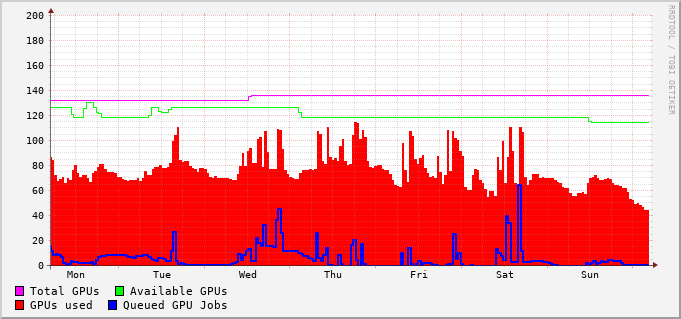 RRDTOOL / TOBI OETIKER
200
180
160
140
120
100
80
60
40
20
0
Mon Tue Wed Thu Fri Sat Sun
Total GPUs Available GPUs
GPUs used Queued GPU Jobs